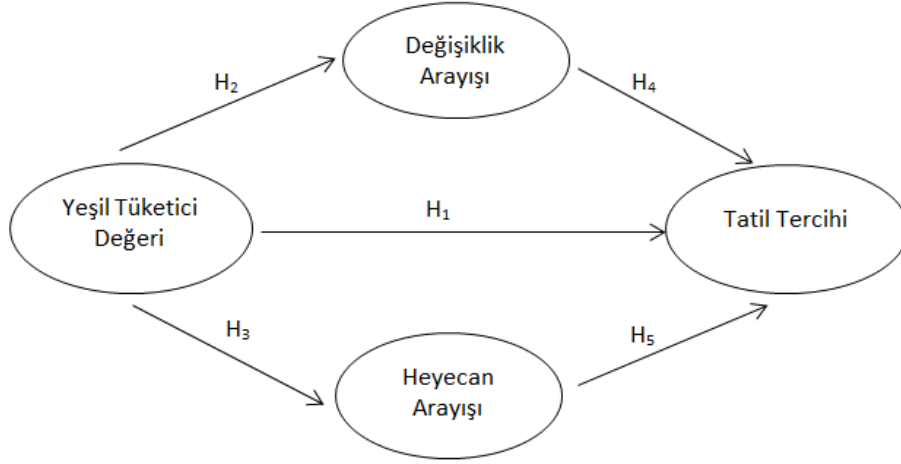 Değişiklik
Arayışı
H₂
H₄
Yeşil Tüketici
Değeri
H₁
Tatil Tercihi
H₃
H₅
Heyecan
Arayışı